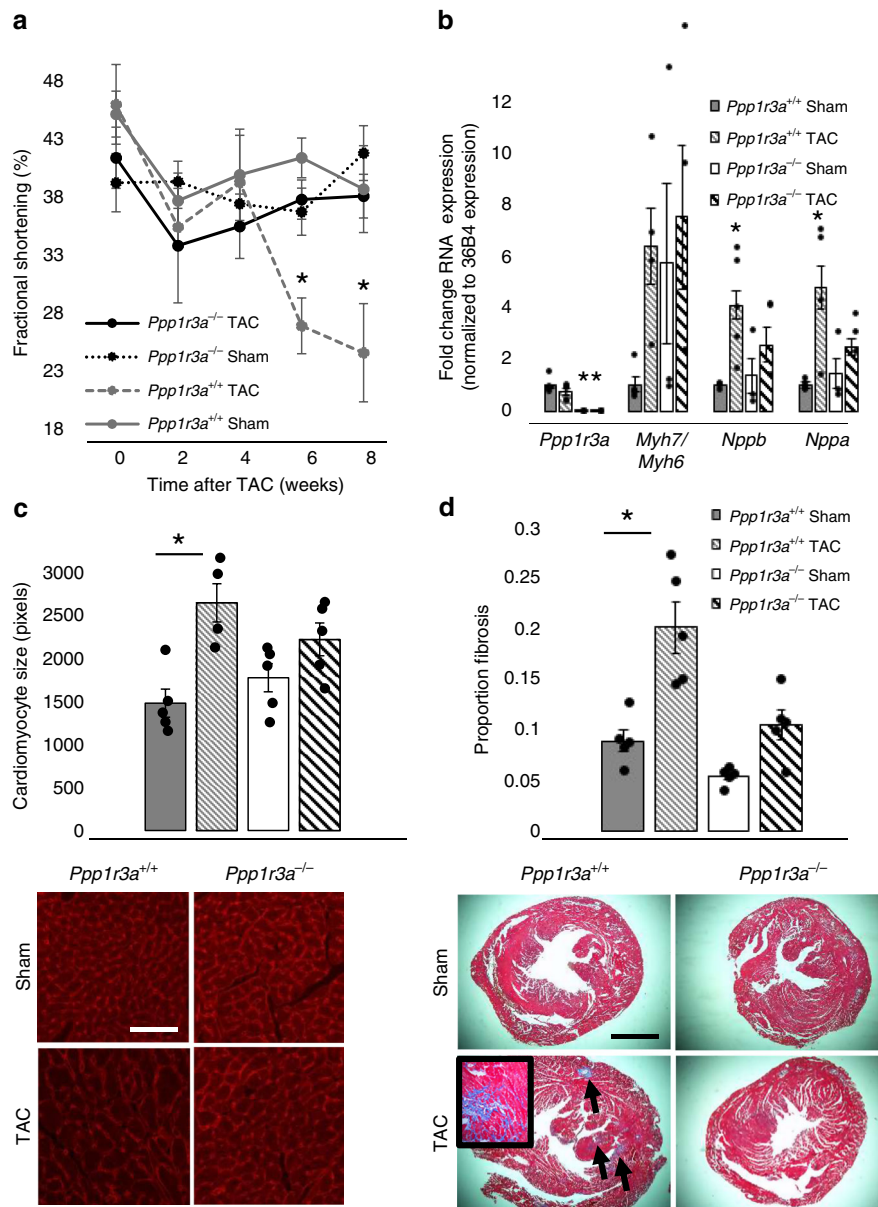 a
Fractional shortening (%)
48
43
38
33
28
23
18
* *
Ppp1r3a–/– TAC
Ppp1r3a–/– Sham
Ppp1r3a+/+ TAC
Ppp1r3a+/+ Sham
0 2 4 6 8
Time after TAC (weeks)
b
Fold change RNA expression
(normalized to 36B4 expression)
12
10
8
6
4
2
0
Ppp1r3a+/+ Sham
Ppp1r3a+/+ TAC
Ppp1r3a–/– Sham
Ppp1r3a–/– TAC
** * *
Ppp1r3a Myh7/ Nppb Nppa
Myh6
c
Cardiomyocyte size (pixels)
3000
2500
2000
1500
1000
500
0
*
Ppp1r3a+/+ Ppp1r3a–/–
Sham
TAC
d
Proportion fibrosis
0.3
0.25
0.2
0.15
0.1
0.05
0
*
Ppp1r3a+/+ Sham
Ppp1r3a+/+ TAC
Ppp1r3a–/– Sham
Ppp1r3a–/– TAC
Ppp1r3a+/+ Ppp1r3a–/–
Sham
TAC